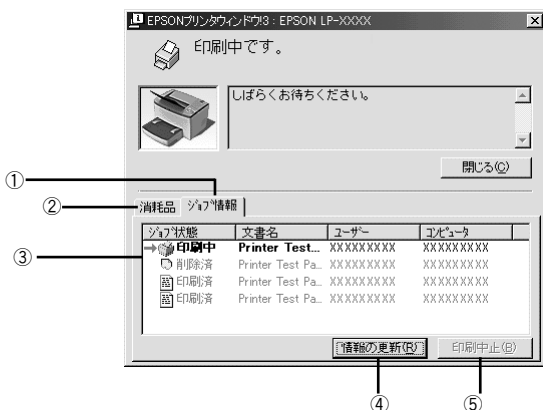 EPSONプリンタウィンドウ!3 : EPSON LP-XXXX
印刷中です。
しばらくお待ちください。
閉じる(C)
①
② 消耗品 ジョブ情報
ジョブ状態 文書名 ユーザー コンピュータ
③ 印刷中 Printer Test... XXXXXXXXX XXXXXXXXX
削除済 Printer Test Pa... XXXXXXXXX XXXXXXXXX
印刷済 Printer Test Pa... XXXXXXXXX XXXXXXXXX
印刷済 Printer Test Pa... XXXXXXXXX XXXXXXXXX
情報の更新(R) 印刷中止(B)
④ ⑤